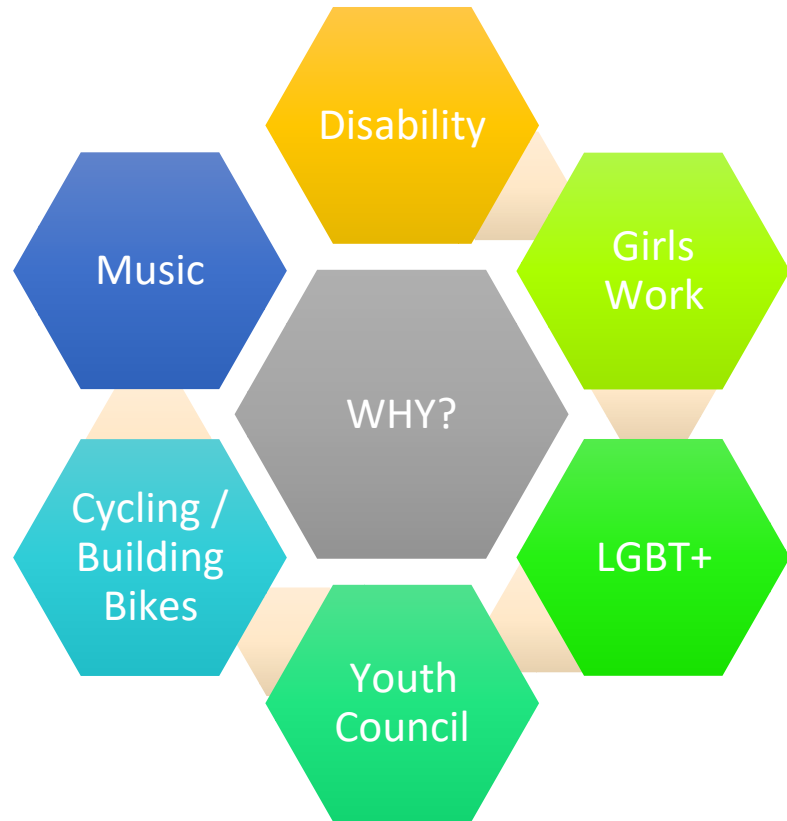 Disability
Girls
Work
Music
WHY?
Cycling /
Building
Bikes
LGBT+
Youth
Council